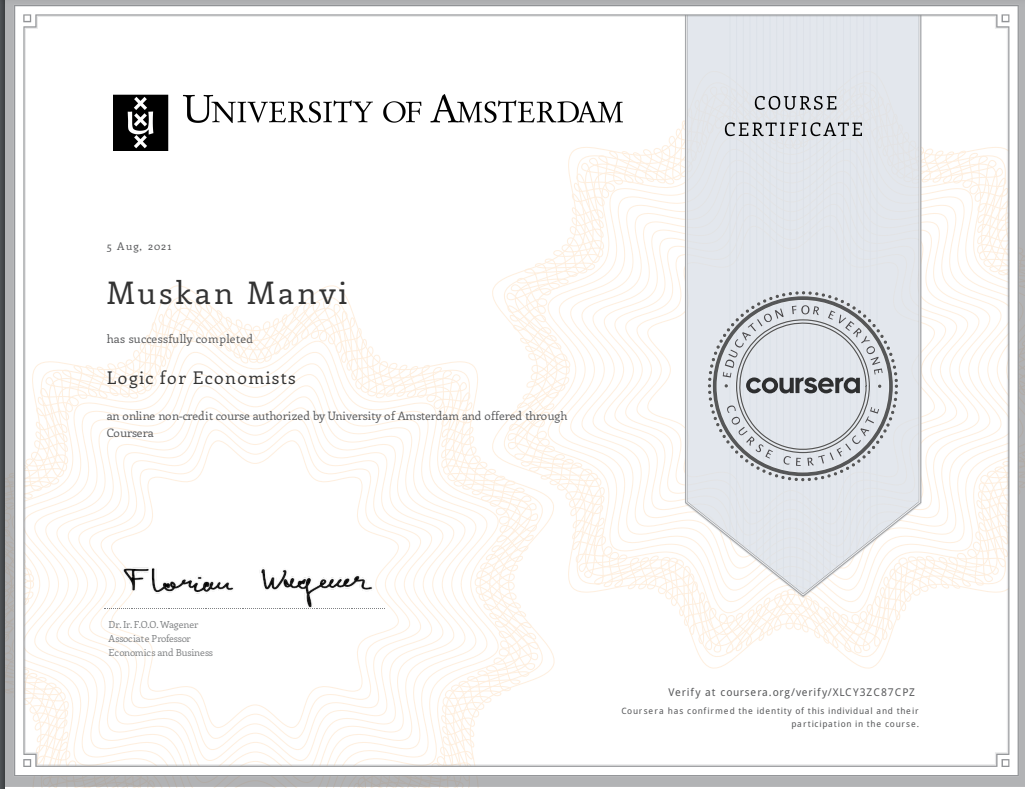 UNIVERSITY OF AMSTERDAM
COURSE
CERTIFICATE
5 Aug, 2021
Muskan Manvi
has successfully completed
Logic for Economists
an online non-credit course authorized by University of Amsterdam and offered through
Coursera
EDUCATION FOR EVERYONE
coursera
COURSE CERTIFICATE
Florian Wagener
Dr. Ir. F.O.O. Wagener
Associate Professor
Economics and Business
Verify at coursera.org/verify/XLCY3ZC87CPZ
Coursera has confirmed the identity of this individual and their
participation in the course.